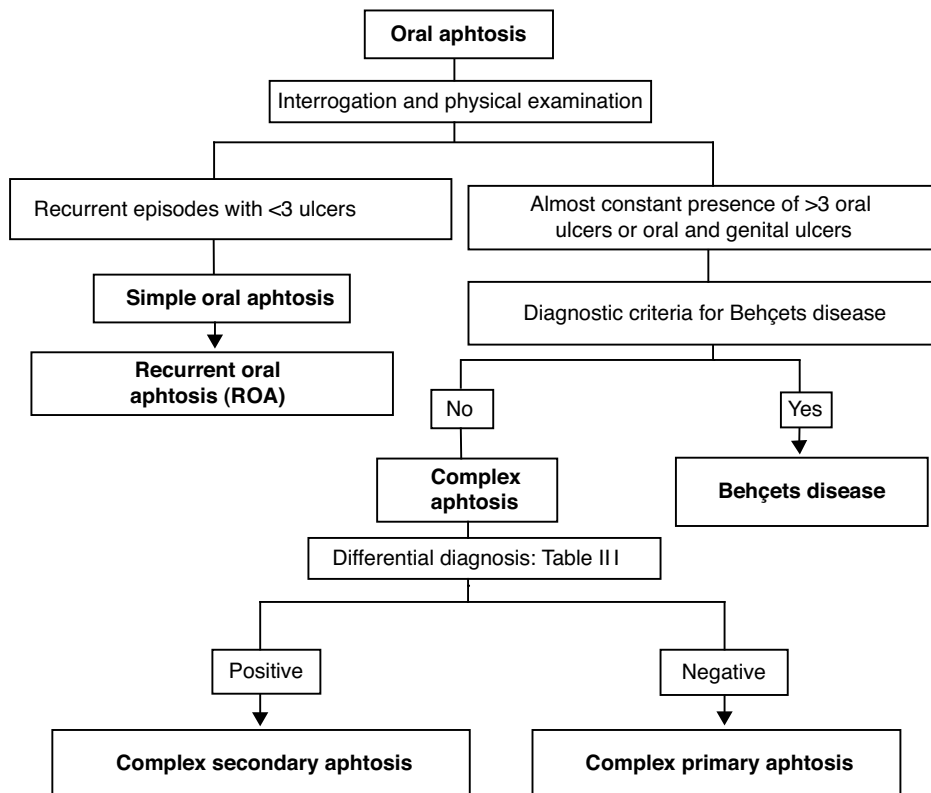 Oral aphtosis
Interrogation and physical examination
Recurrent episodes with <3 ulcers
Almost constant presence of >3 oral
ulcers or oral and genital ulcers
Simple oral aphtosis
Diagnostic criteria for Behçets disease
Recurrent oral
aphtosis (ROA)
No
Yes
Complex
aphtosis
Behçets disease
Differential diagnosis: Table III
Positive
Negative
Complex secondary aphtosis
Complex primary aphtosis